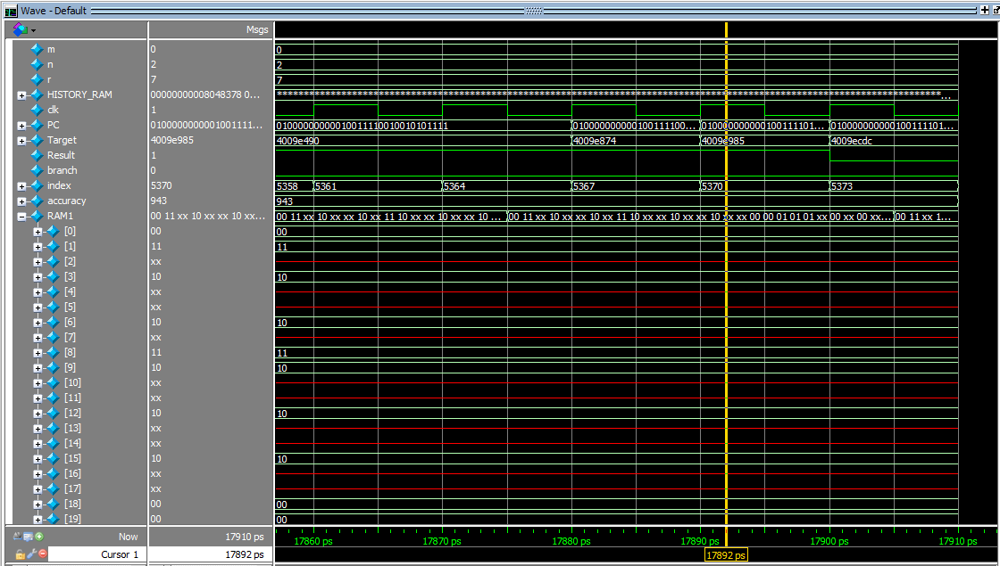 Wave - Default
Msgs
m 0 0
n 2 2
r 7 7
HISTORY_RAM 00000000008048378 0... ...
clk 1
PC 0100000000001001111... 01000000000010011110010010101111 010000000000100111100... 010000000000100111101... 010000000000100111101...
Target 4009e985 4009e490 4009e874 4009e985 4009ecdc
Result 1
branch 0
index 5370 5358 5361 5364 5367 5370 5373
accuracy 943 943
RAM1 00 11 xx 10 xx xx 10 xx... 00 11 xx 10 xx xx 10 xx 11 10 xx xx 10 xx xx 10 ... 00 11 xx 10 xx xx 10 xx 11 10 xx xx 10 xx xx 10 xx xx 00 00 01 01 01 xx 00 xx 00 xx... 00 11 xx 1...
[0] 00 00
[1] 11 11
[2] xx
[3] 10 10
[4] xx
[5] xx
[6] 10 10
[7] xx
[8] 11 11
[9] 10 10
[10] xx
[11] xx
[12] 10 10
[13] xx
[14] xx
[15] 10 10
[16] xx
[17] xx
[18] 00 00
[19] 00 00
Now 17910 ps 17860 ps 17870 ps 17880 ps 17890 ps 17900 ps 17910 ps
Cursor 1 17892 ps 17892 ps